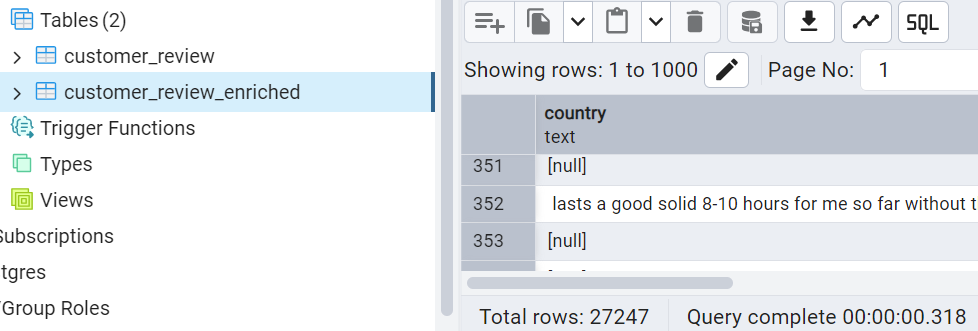 Tables (2)
customer_review
customer_review_enriched
Trigger Functions
Types
Views
Subscriptions
tgres
Group Roles
SQL
Showing rows: 1 to 1000
Page No: 1
country
text
351 [null]
352 lasts a good solid 8-10 hours for me so far without t
353 [null]
Total rows: 27247
Query complete 00:00:00.318